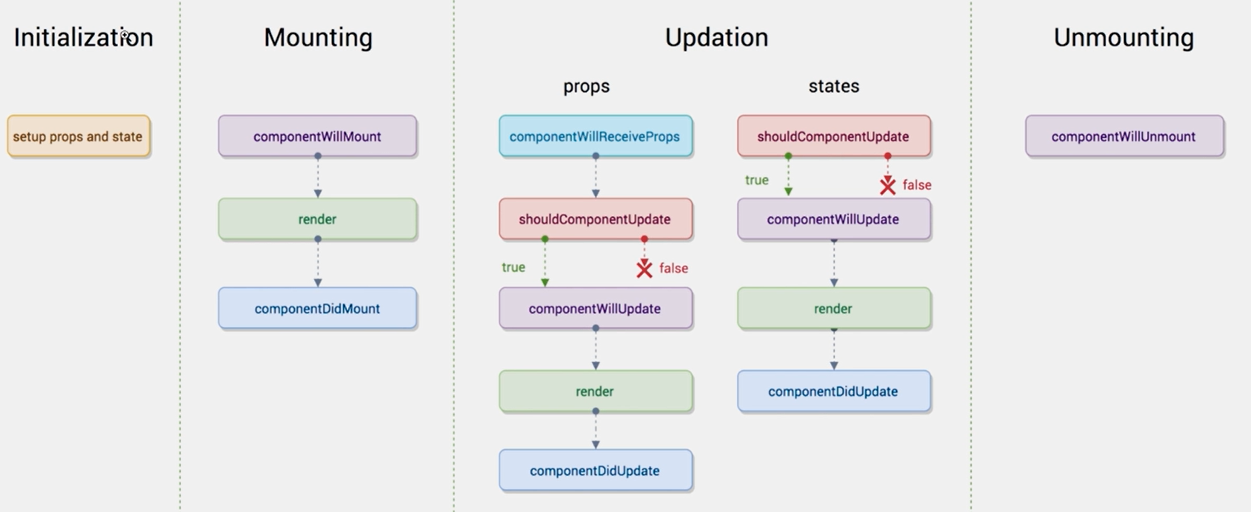 Initialization
Mounting
Updation
Unmounting
props
states
setup props and state
componentWillMount
render
componentDidMount
componentWillReceiveProps
shouldComponentUpdate
true
false
componentWillUpdate
render
componentDidUpdate
shouldComponentUpdate
true
false
componentWillUpdate
render
componentDidUpdate
componentWillUnmount